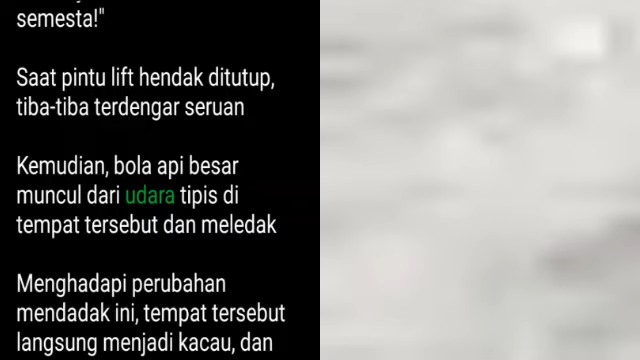 semesta!"
Saat pintu lift hendak ditutup,
tiba-tiba terdengar seruan
Kemudian, bola api besar
muncul dari udara tipis di
tempat tersebut dan meledak
Menghadapi perubahan
mendadak ini, tempat tersebut
langsung menjadi kacau, dan